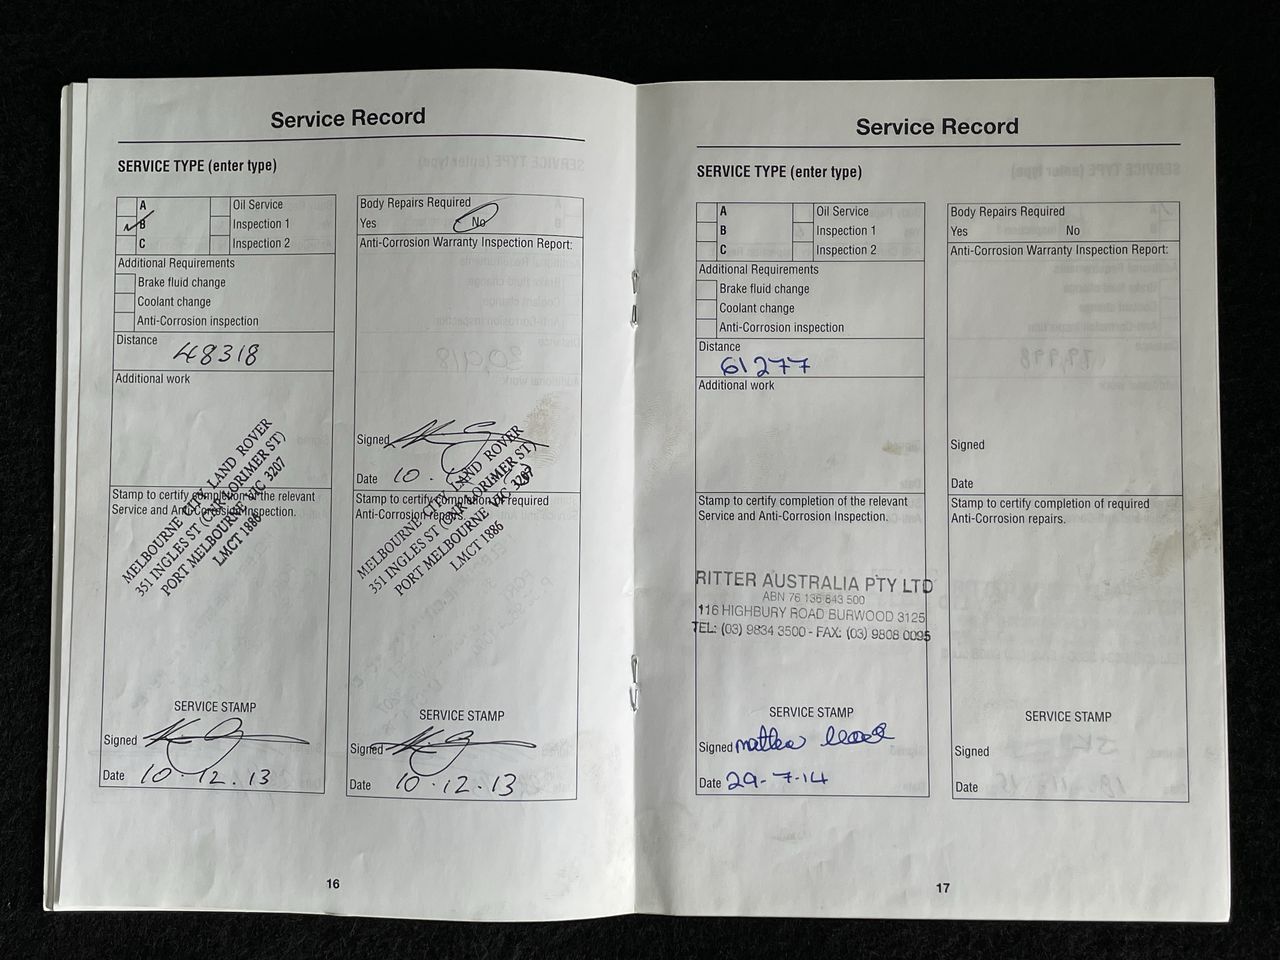 Service Record
SERVICE TYPE (enter type)
A
B
C
Oil Service
Inspection 1
Inspection 2
Additional Requirements
Brake fluid change
Coolant change
Anti-Corrosion inspection
Distance
48318
Additional work
Stamp to certify completion of the relevant
Service and Anti-Corrosion Inspection.
MELBOURNE CITY LAND ROVER
351 INGLES ST (CNR LORIMER ST)
PORT MELBOURNE VIC 3207
LMCT 1886
SERVICE STAMP
Signed
Date 10.12.13
Body Repairs Required
Yes No
Anti-Corrosion Warranty Inspection Report:
Signed
Date 10.
Stamp to certify completion of required
Anti-Corrosion repairs
MELBOURNE CITY LAND ROVER
351 INGLES ST (CNR LORIMER ST)
PORT MELBOURNE VIC 3207
LMCT 1886
SERVICE STAMP
Signed
Date 10.12.13
16
Service Record
SERVICE TYPE (enter type)
A
B
C
Oil Service
Inspection 1
Inspection 2
Additional Requirements
Brake fluid change
Coolant change
Anti-Corrosion inspection
Distance
61277
Additional work
Stamp to certify completion of the relevant
Service and Anti-Corrosion Inspection.
RITTER AUSTRALIA PTY LTD
ABN 76 136 843 500
116 HIGHBURY ROAD BURWOOD 3125
TEL: (03) 9834 3500 - FAX: (03) 9808 0095
SERVICE STAMP
Signed
Date 29-7-14
Body Repairs Required
Yes No
Anti-Corrosion Warranty Inspection Report:
Signed
Date
Stamp to certify completion of required
Anti-Corrosion repairs.
SERVICE STAMP
Signed
Date
17